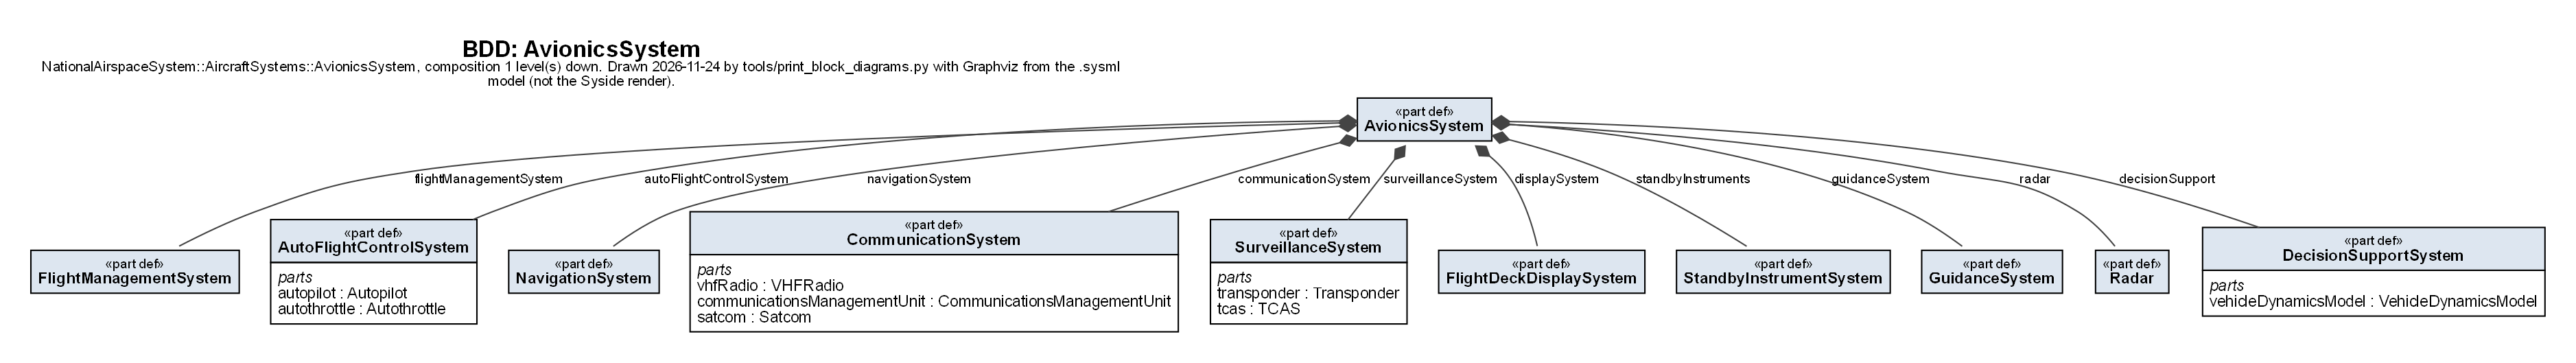 BDD: AvionicsSystem
NationalAirspaceSystem::AircraftSystems::AvionicsSystem, composition 1 level(s) down. Drawn 2026-11-24 by tools/print_block_diagrams.py with Graphviz from the .sysml
model (not the Syside render).
«part def»
AvionicsSystem
flightManagementSystem
autoFlightControlSystem
navigationSystem
communicationSystem
surveillanceSystem
displaySystem
standbyInstruments
guidanceSystem
radar
decisionSupport
«part def»
FlightManagementSystem
«part def»
AutoFlightControlSystem
parts
autopilot : Autopilot
autothrottle : Autothrottle
«part def»
NavigationSystem
«part def»
CommunicationSystem
parts
vhfRadio : VHFRadio
communicationsManagementUnit : CommunicationsManagementUnit
satcom : Satcom
«part def»
SurveillanceSystem
parts
transponder : Transponder
tcas : TCAS
«part def»
FlightDeckDisplaySystem
«part def»
StandbyInstrumentSystem
«part def»
GuidanceSystem
«part def»
Radar
«part def»
DecisionSupportSystem
parts
vehicleDynamicsModel : VehicleDynamicsModel